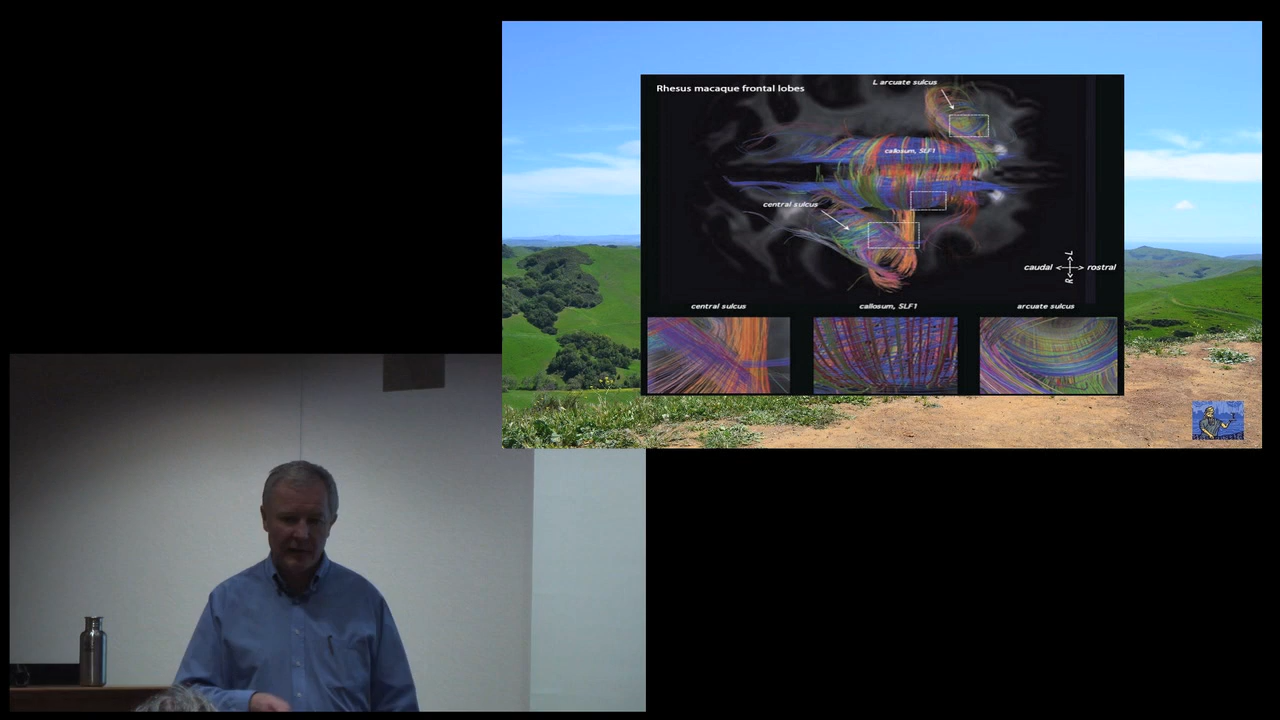 Rhesus macaque frontal lobes
L arcuate sulcus
callosum, SLF1
central sulcus
L
caudal
rostral
R
central sulcus
callosum, SLF1
arcuate sulcus